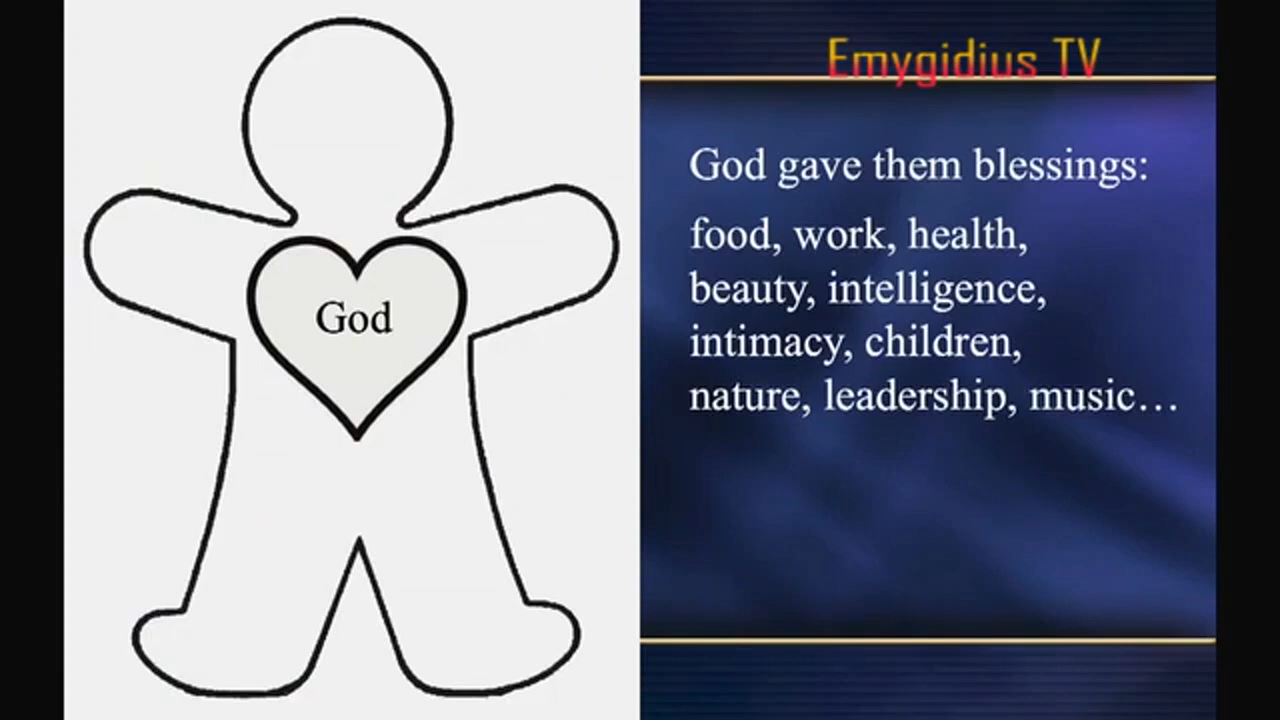 God
Emygidius TV
God gave them blessings:
food, work, health,
beauty, intelligence,
intimacy, children,
nature, leadership, music…